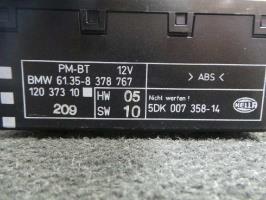 PM-BT 12V
BMW 61.35-8 378 767
120 373 10 HW 05
209 SW 10
> ABS <
Nicht werfen!
5DK 007 358-14
HELLA